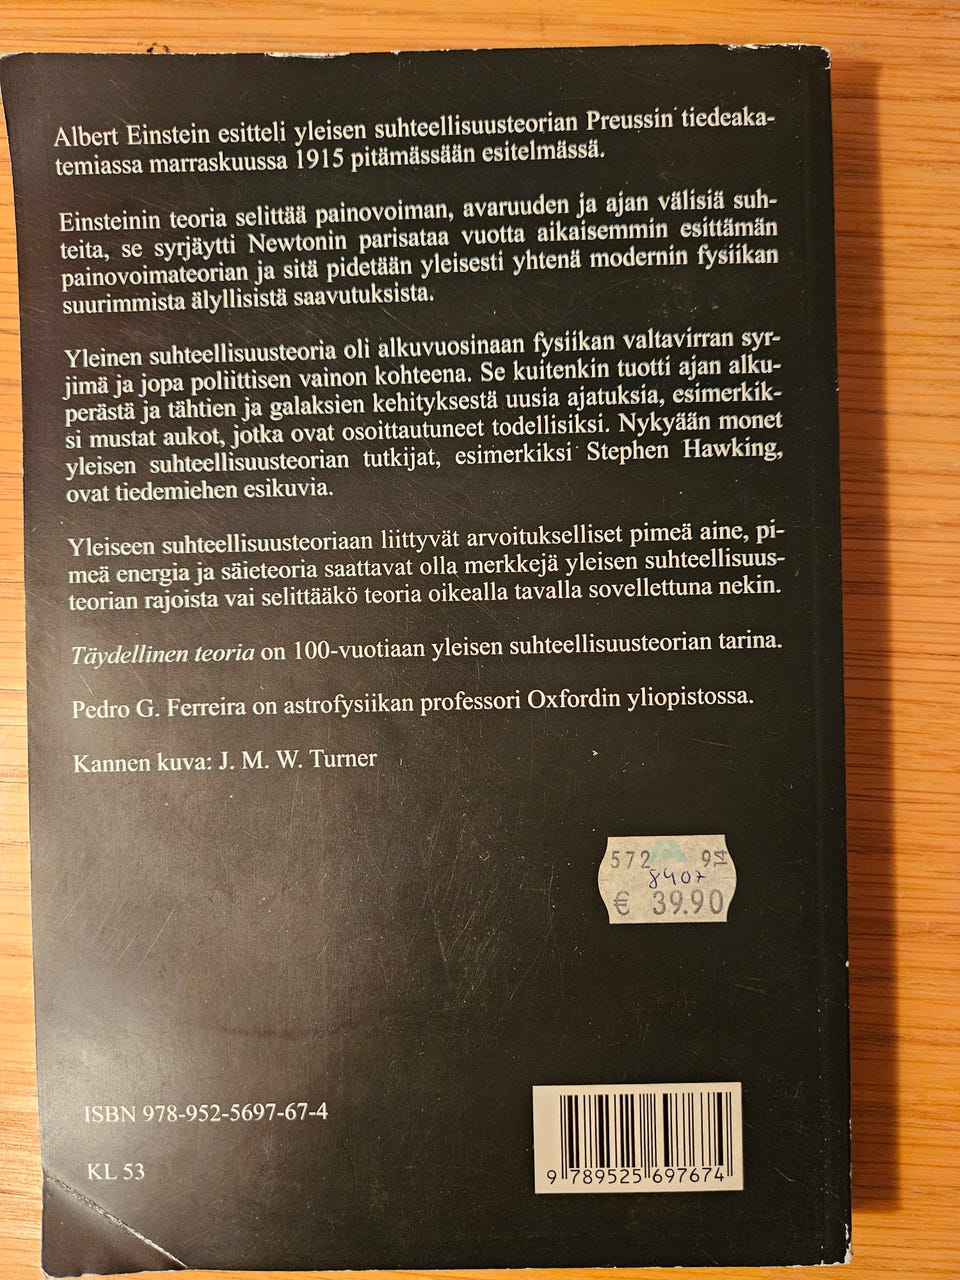 Albert Einstein esitteli yleisen suhteellisuusteorian Preussin tiedeaka-
temiassa marraskuussa 1915 pitämässään esitelmässä.
Einsteinin teoria selittää painovoiman, avaruuden ja ajan välisiä suh-
teita, se syrjäytti Newtonin parisataa vuotta aikaisemmin esittämän
painovoimateorian ja sitä pidetään yleisesti yhtenä modernin fysiikan
suurimmista älyllisistä saavutuksista.
Yleinen suhteellisuusteoria oli alkuvuosinaan fysiikan valtavirran syr-
jimä ja jopa poliittisen vainon kohteena. Se kuitenkin tuotti ajan alku-
perästä ja tähtien ja galaksien kehityksestä uusia ajatuksia, esimerkik-
si mustat aukot, jotka ovat osoittautuneet todellisiksi. Nykyään monet
yleisen suhteellisuusteorian tutkijat, esimerkiksi Stephen Hawking,
ovat tiedemiehen esikuvia.
Yleiseen suhteellisuusteoriaan liittyvät arvoitukselliset pimeä aine, pi-
meä energia ja säieteoria saattavat olla merkkejä yleisen suhteellisuus-
teorian rajoista vai selittääkö teoria oikealla tavalla sovellettuna nekin.
Täydellinen teoria on 100-vuotiaan yleisen suhteellisuusteorian tarina.
Pedro G. Ferreira on astrofysiikan professori Oxfordin yliopistossa.
Kannen kuva: J. M. W. Turner
572 A 9 14
8407
€ 39.90
ISBN 978-952-5697-67-4
KL 53
9 789525 697674